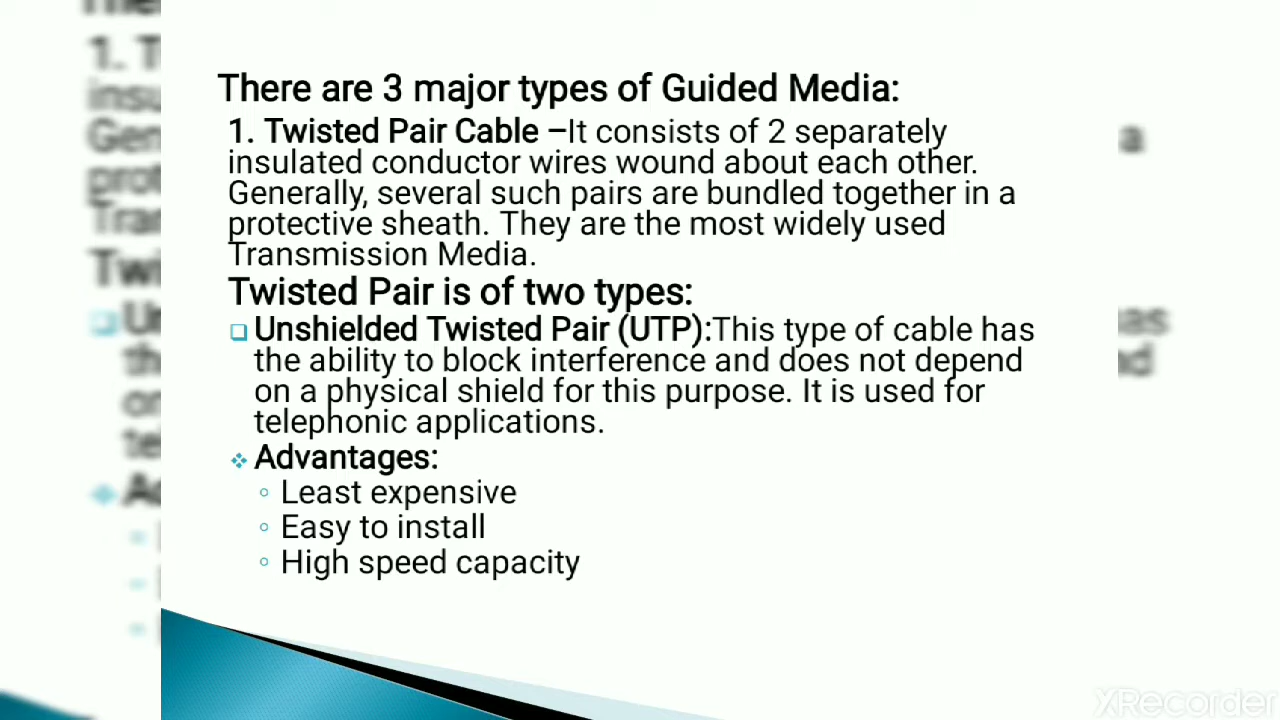 There are 3 major types of Guided Media:
1. Twisted Pair Cable –It consists of 2 separately
insulated conductor wires wound about each other.
Generally, several such pairs are bundled together in a
protective sheath. They are the most widely used
Transmission Media.
Twisted Pair is of two types:
Unshielded Twisted Pair (UTP):This type of cable has
the ability to block interference and does not depend
on a physical shield for this purpose. It is used for
telephonic applications.
Advantages:
Least expensive
Easy to install
High speed capacity
XRecorder